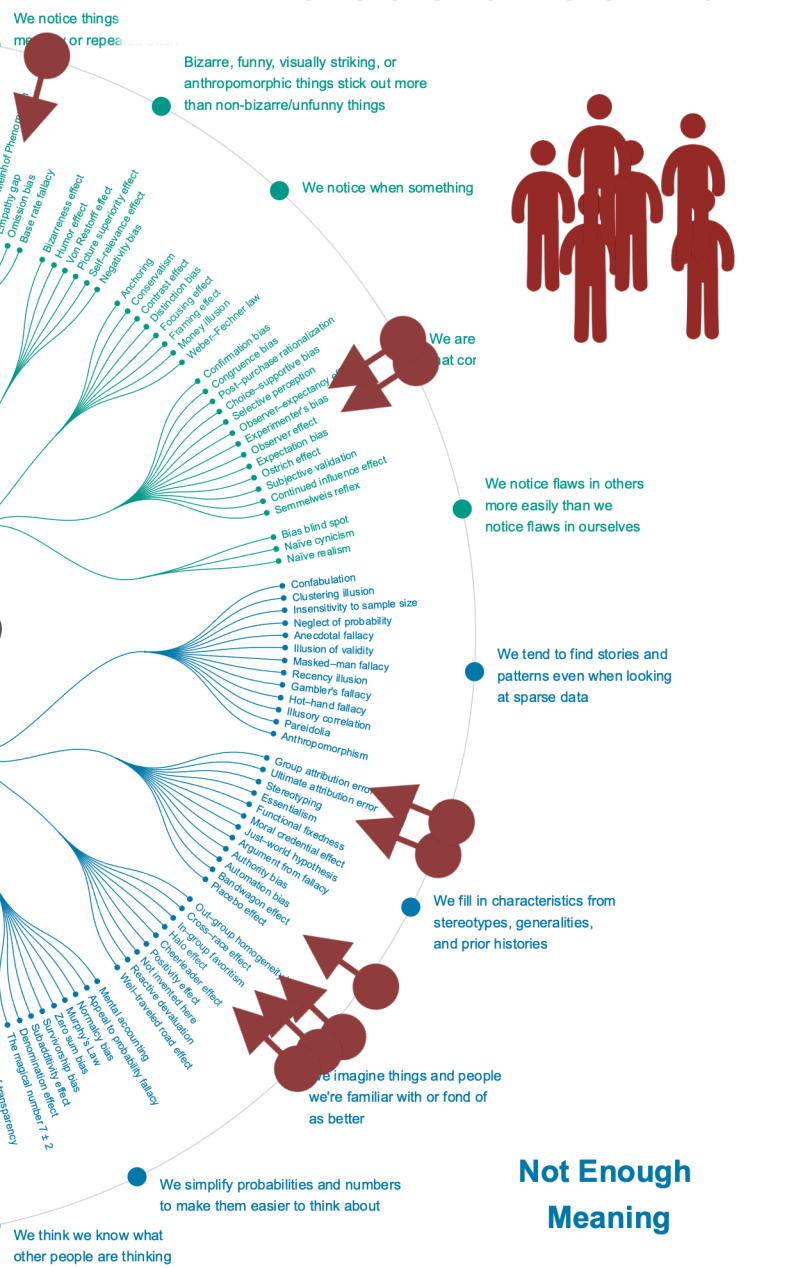 We notice things
or
Bizarre, funny, visually striking, or
anthropomorphic things stick out more
than non-bizarre/unfunny things
We notice when something
We are
We notice flaws in others
more easily than we
notice flaws in ourselves
We tend to find stories and
patterns even when looking
at sparse data
We fill in characteristics from
stereotypes, generalities,
and prior histories
imagine things and people
we're familiar with or fond of
as better
We simplify probabilities and numbers
to make them easier to think about
We think we know what
other people are thinking
Not Enough
Meaning
gap
Omission bias
Base rate fallacy
Bizarreness effect
Humor effect
Von Restorff effect
Picture superiority effect
Self–relevance effect
Negativity bias
Anchoring
Conservatism
Contrast effect
Distinction bias
Focusing effect
Framing effect
Money illusion
Weber–Fechner law
Confirmation bias
Congruence bias
Post–purchase rationalization
Choice–supportive bias
Selective perception
Observer–expectancy
Experimenter's bias
Observer effect
Expectation bias
Ostrich effect
Subjective validation
Continued influence effect
Semmelweis reflex
Bias blind spot
Naïve cynicism
Naïve realism
Confabulation
Clustering illusion
Insensitivity to sample size
Neglect of probability
Anecdotal fallacy
Illusion of validity
Masked–man fallacy
Recency illusion
Gambler's fallacy
Hot–hand fallacy
Illusory correlation
Pareidolia
Anthropomorphism
Group attribution error
Ultimate attribution error
Stereotyping
Essentialism
Functional fixedness
Moral credential effect
Just–world hypothesis
Argument from fallacy
Authority bias
Automation bias
Bandwagon effect
Placebo effect
Out–group homogeneity
Cross–race effect
In–group favoritism
Halo effect
Cheerleader effect
Positivity effect
Not invented here
Reactive devaluation
Well–traveled road effect
Mental accounting
Appeal to probability fallacy
Normalcy bias
Murphy's Law
Zero sum bias
Survivorship bias
Subadditivity effect
Denomination effect
The magical number 7 ± 2
transparency